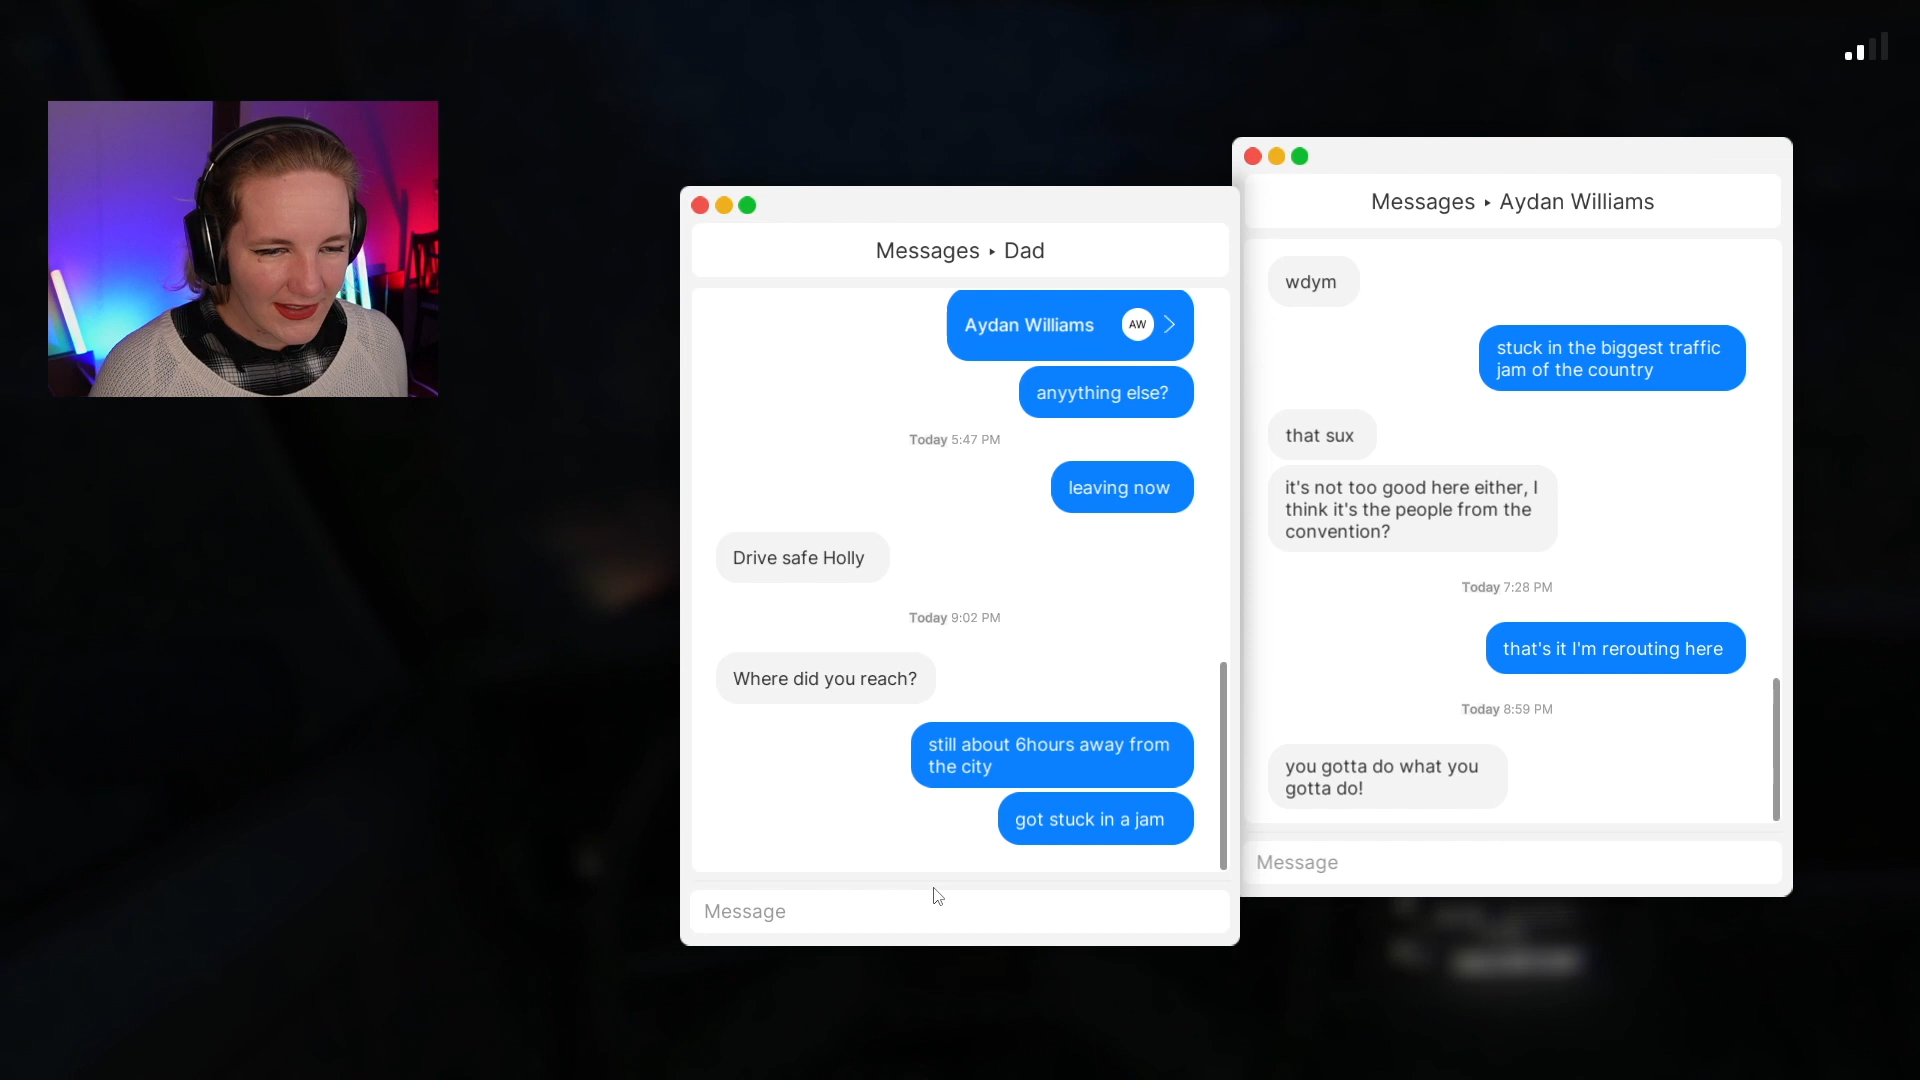 Messages ▸ Dad
Aydan Williams AW
anyything else?
Today 5:47 PM
leaving now
Drive safe Holly
Today 9:02 PM
Where did you reach?
still about 6hours away from
the city
got stuck in a jam
Message
Messages ▸ Aydan Williams
wdym
stuck in the biggest traffic
jam of the country
that sux
it's not too good here either, I
think it's the people from the
convention?
Today 7:28 PM
that's it I'm rerouting here
Today 8:59 PM
you gotta do what you
gotta do!
Message